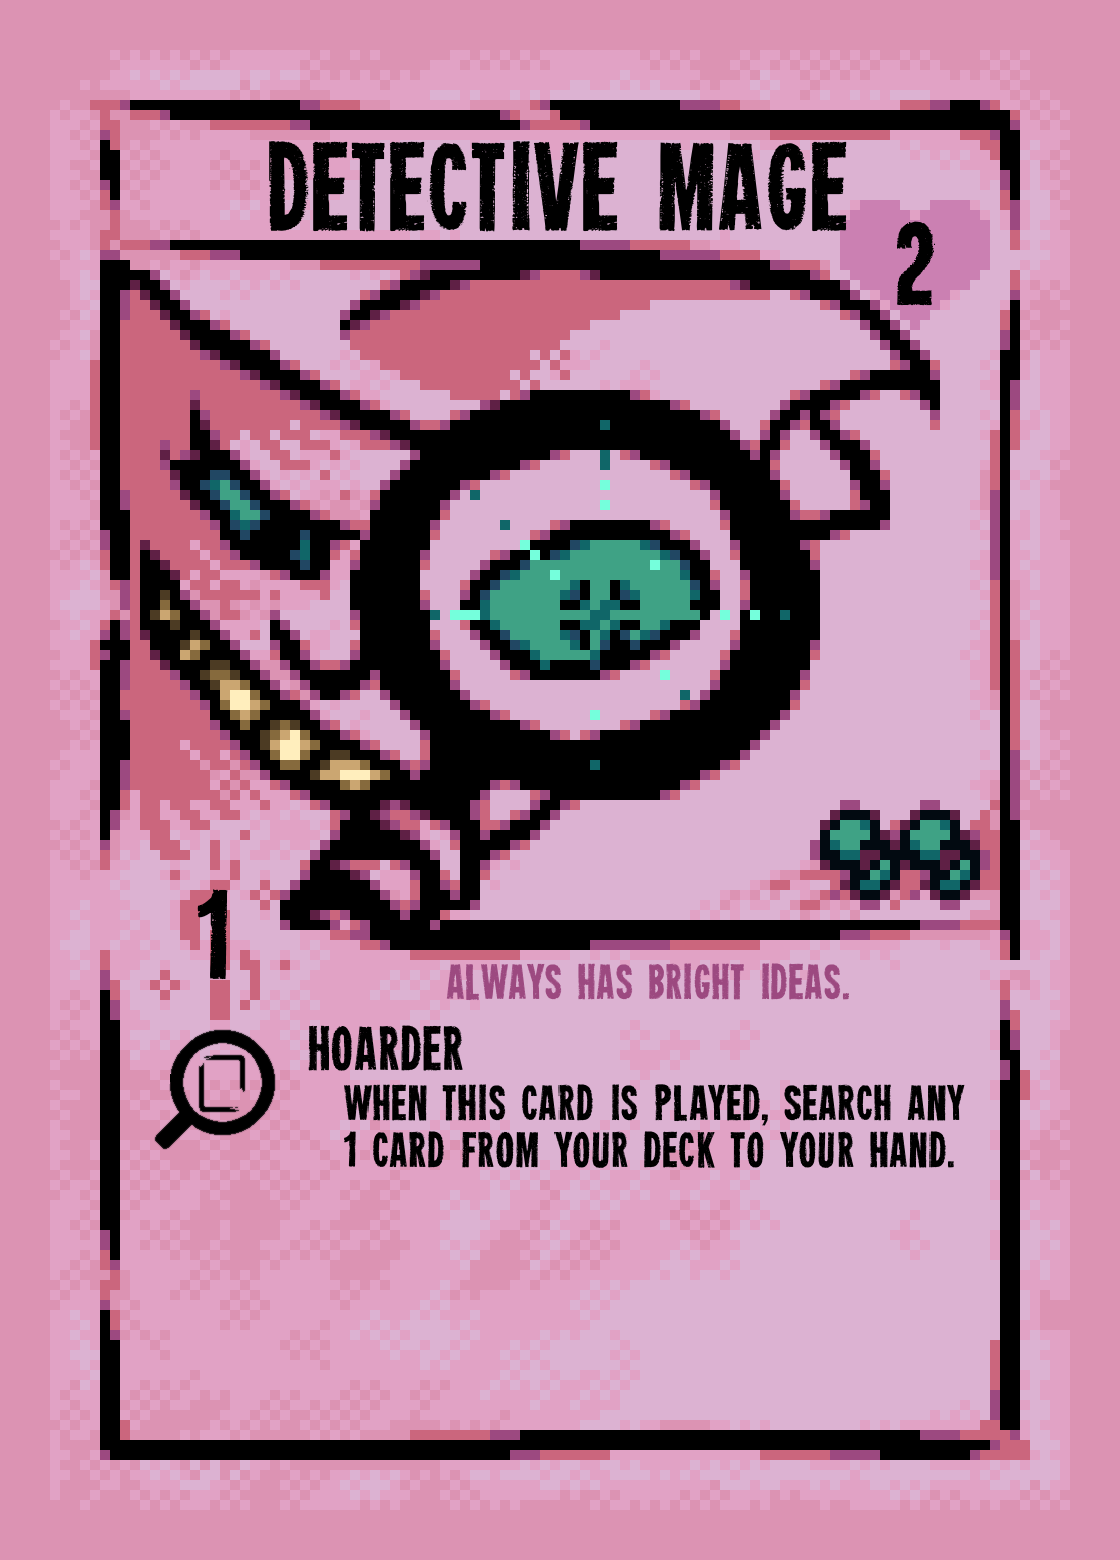 DETECTIVE MAGE
2
1
ALWAYS HAS BRIGHT IDEAS.
HOARDER
WHEN THIS CARD IS PLAYED, SEARCH ANY
1 CARD FROM YOUR DECK TO YOUR HAND.